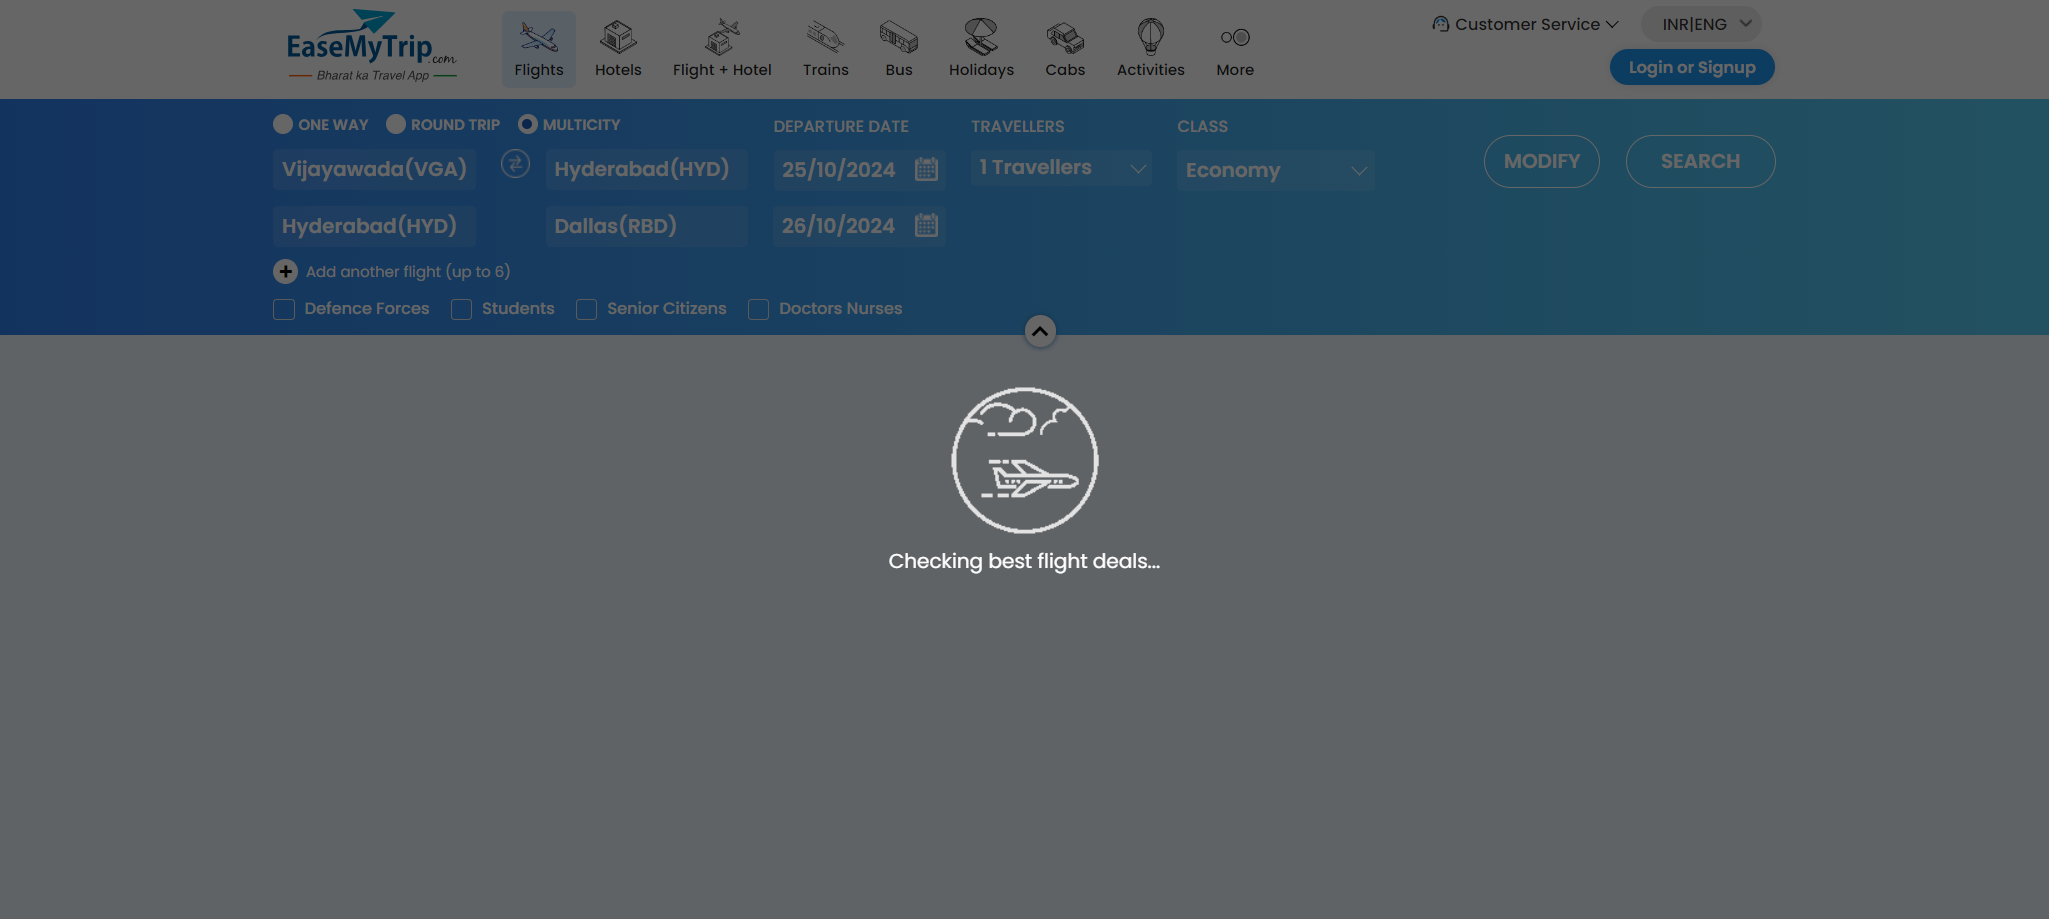 EaseMyTrip.com
Bharat ka Travel App
Flights
Hotels
Flight + Hotel
Trains
Bus
Holidays
Cabs
Activities
More
Customer Service
INR|ENG
Login or Signup
ONE WAY
ROUND TRIP
MULTICITY
DEPARTURE DATE
TRAVELLERS
CLASS
Vijayawada(VGA)
Hyderabad(HYD)
25/10/2024
1 Travellers
Economy
MODIFY
SEARCH
Hyderabad(HYD)
Dallas(RBD)
26/10/2024
Add another flight (up to 6)
Defence Forces
Students
Senior Citizens
Doctors Nurses
Checking best flight deals...